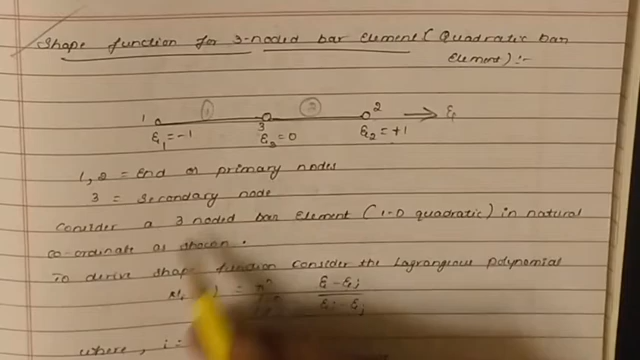 Shape function for 3-noded bar Element (Quadratic bar
Element) :-
① ②
1 3 2 ξ
ξ₁=-1 ξ₃=0 ξ₂=+1
1, 2 = End or primary nodes
3 = Secondary node
Consider a 3 noded bar Element (1-D quadratic) in natural
co-ordinate as shown.
To derive shape function consider the Lagrangeous polynomial
) = ξ-ξj
ξi-ξj
where, i =